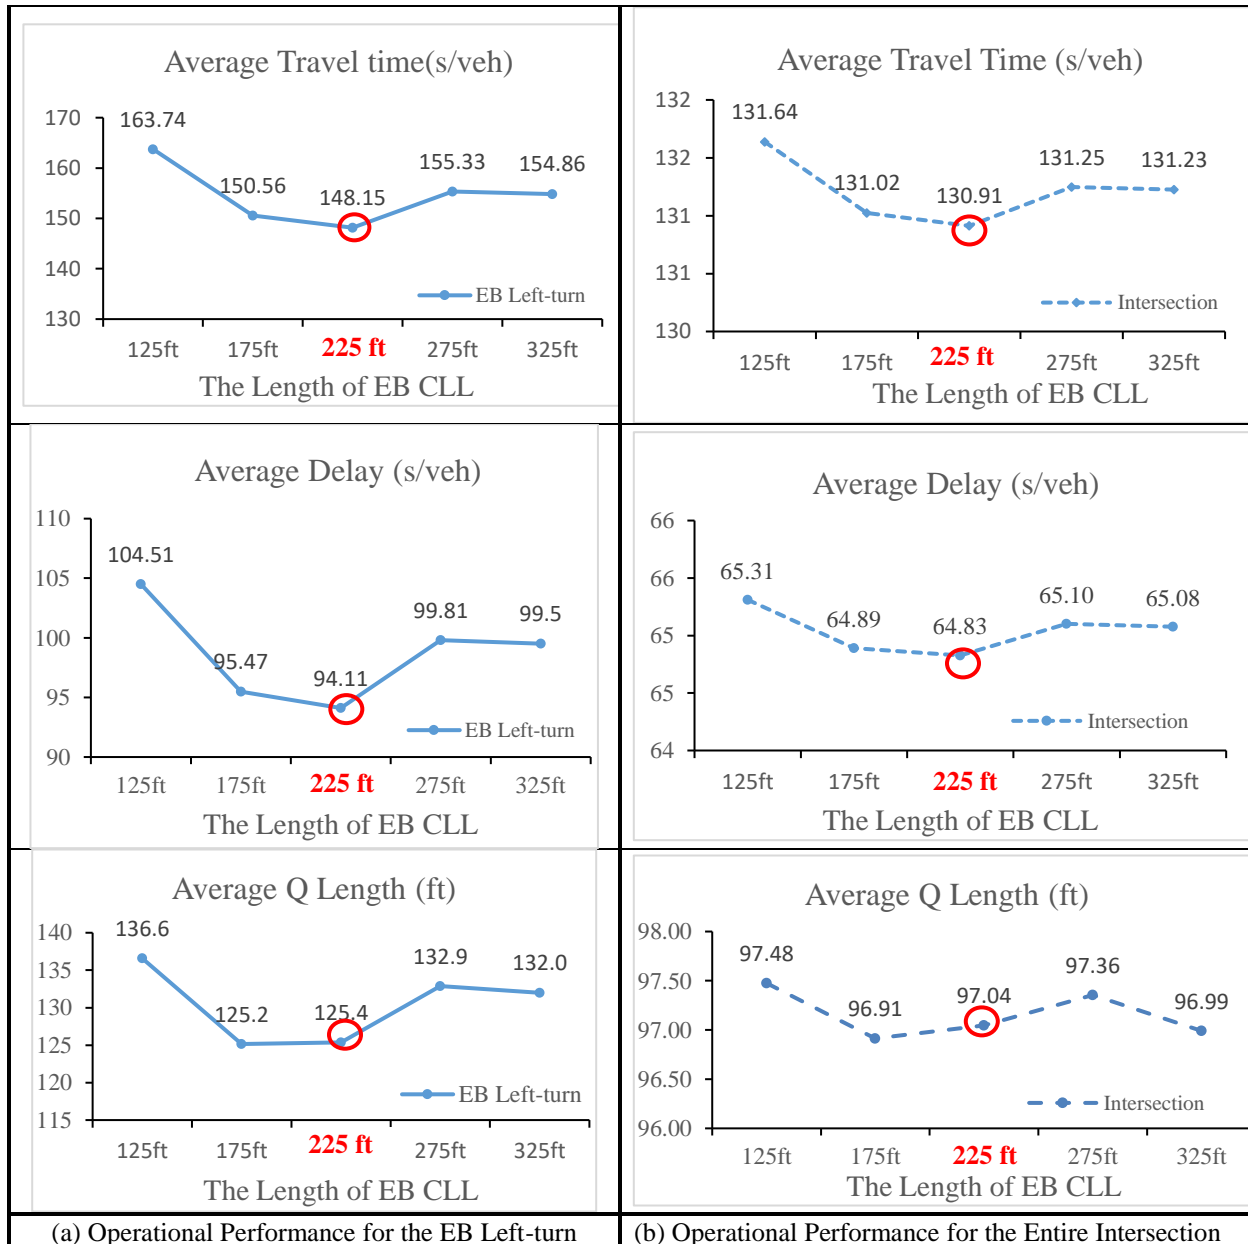 Average Travel time(s/veh)
170
160
150
140
130
163.74
150.56
148.15
155.33
154.86
EB Left-turn
125ft 175ft 225 ft 275ft 325ft
The Length of EB CLL
Average Travel Time (s/veh)
132
132
131
131
130
131.64
131.02
130.91
131.25
131.23
Intersection
125ft 175ft 225 ft 275ft 325ft
The Length of EB CLL
Average Delay (s/veh)
110
105
100
95
90
104.51
95.47
94.11
99.81
99.5
EB Left-turn
125ft 175ft 225 ft 275ft 325ft
The Length of EB CLL
Average Delay (s/veh)
66
66
65
65
64
65.31
64.89
64.83
65.10
65.08
Intersection
125ft 175ft 225 ft 275ft 325ft
The Length of EB CLL
Average Q Length (ft)
140
135
130
125
120
115
136.6
125.2
125.4
132.9
132.0
EB Left-turn
125ft 175ft 225 ft 275ft 325ft
The Length of EB CLL
Average Q Length (ft)
98.00
97.50
97.00
96.50
96.00
97.48
96.91
97.04
97.36
96.99
Intersection
125ft 175ft 225 ft 275ft 325ft
The Length of EB CLL
(a) Operational Performance for the EB Left-turn
(b) Operational Performance for the Entire Intersection